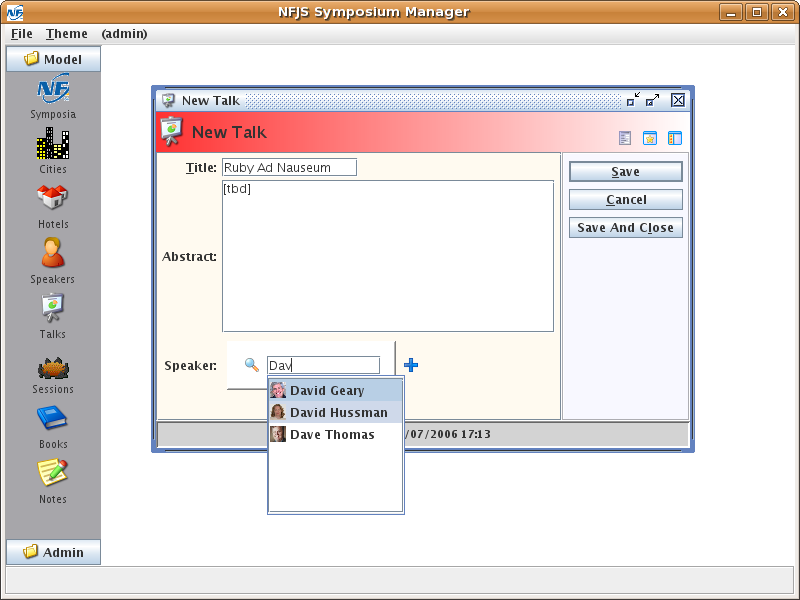 NFJS Symposium Manager
File Theme (admin)
Model
Symposia
Cities
Hotels
Speakers
Talks
Sessions
Books
Notes
Admin
New Talk
New Talk
Title: Ruby Ad Nauseum
Abstract: [tbd]
Speaker: Dav
David Geary
David Hussman
Dave Thomas
/07/2006 17:13
Save
Cancel
Save And Close